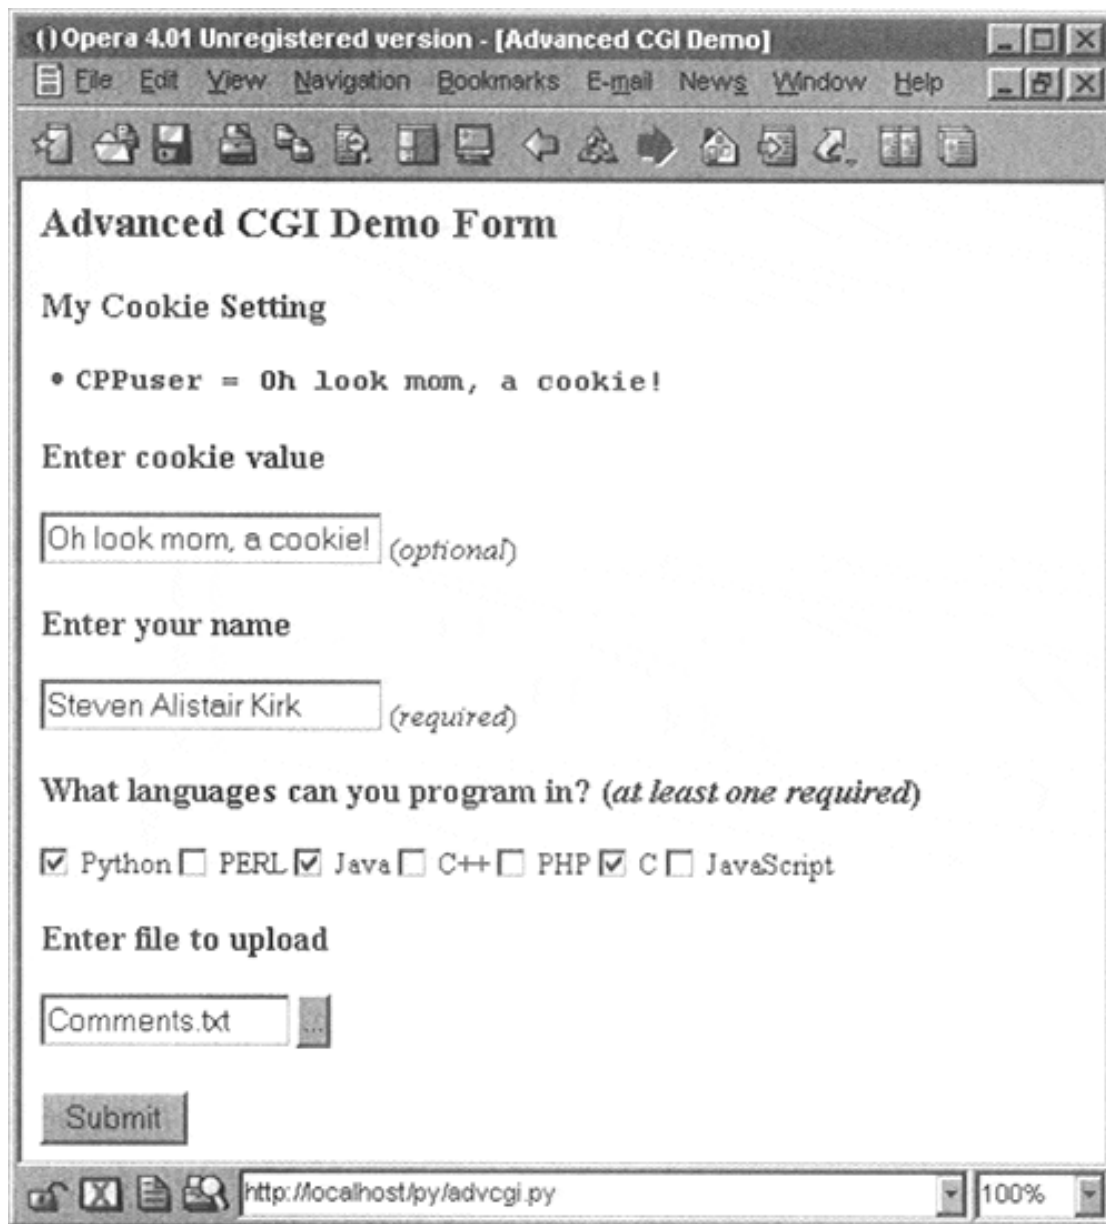 Opera 4.01 Unregistered version - [Advanced CGI Demo]
File Edit View Navigation Bookmarks E-mail News Window Help
Advanced CGI Demo Form
My Cookie Setting
• CPPuser = Oh look mom, a cookie!
Enter cookie value
Oh look mom, a cookie! (optional)
Enter your name
Steven Alistair Kirk (required)
What languages can you program in? (at least one required)
Python PERL Java C++ PHP C JavaScript
Enter file to upload
Comments.txt ...
Submit
http://localhost/py/advcgi.py 100%